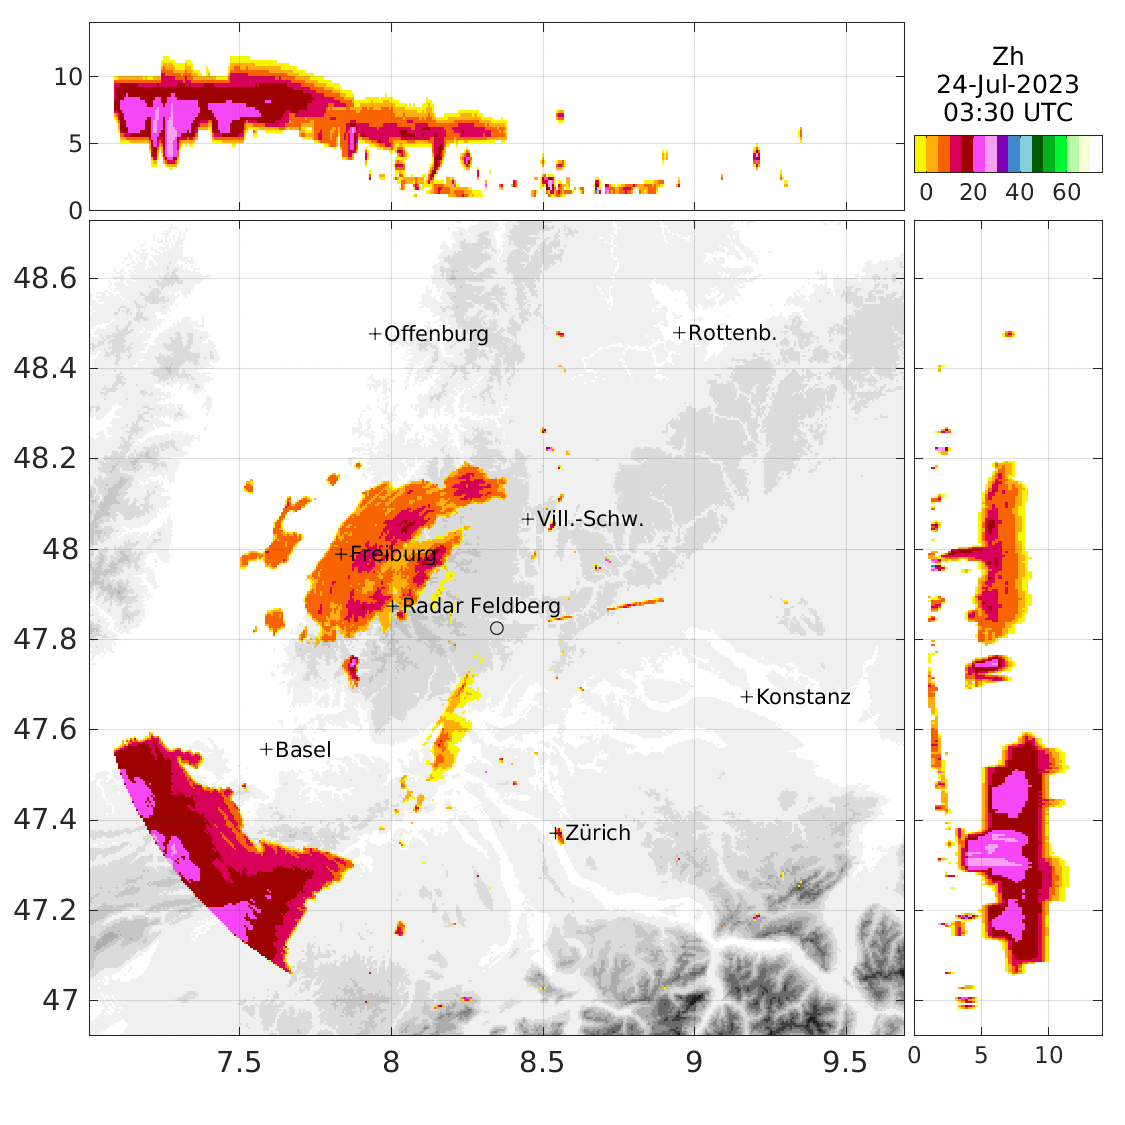 10
5
0
Zh
24-Jul-2023
03:30 UTC
0 20 40 60
48.6
48.4
48.2
48
47.8
47.6
47.4
47.2
47
Offenburg
Rottenb.
Vill.-Schw.
Freiburg
Radar Feldberg
Konstanz
Basel
Zürich
7.5 8 8.5 9 9.5
0 5 10